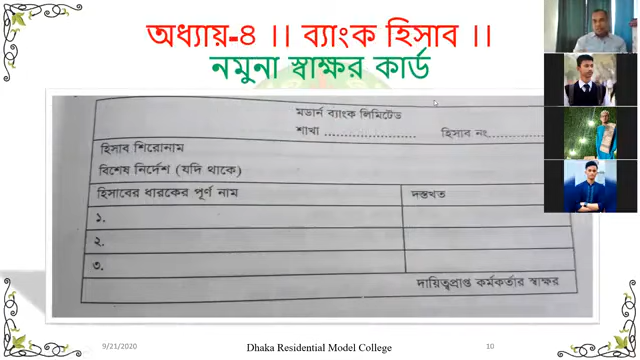 অধ্যায়-৪ ।। ব্যাংক হিসাব ।।
নমুনা স্বাক্ষর কার্ড
মডার্ন ব্যাংক লিমিটেড
শাখা ........................ হিসাব নং..............
হিসাব শিরোনাম
বিশেষ নির্দেশ (যদি থাকে)
হিসাবের ধারকের পূর্ণ নাম দস্তখত
১.
২.
৩.
দায়িত্বপ্রাপ্ত কর্মকর্তার স্বাক্ষর
9/21/2020 Dhaka Residential Model College 10